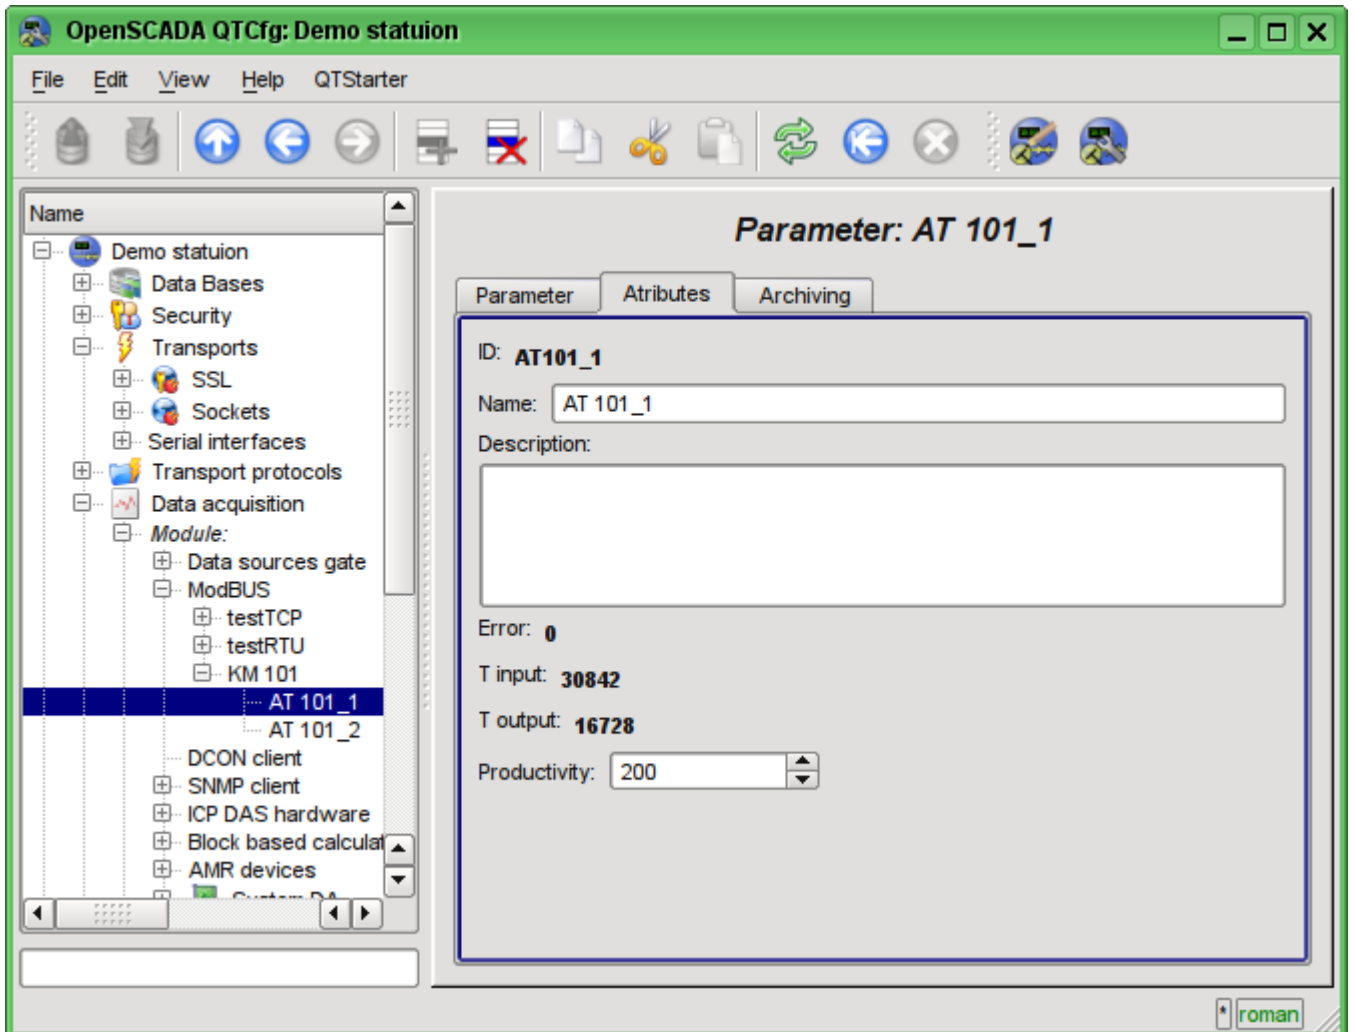 OpenSCADA QTCfg: Demo statuion
File Edit View Help QTStarter
Name
Demo statuion
Data Bases
Security
Transports
SSL
Sockets
Serial interfaces
Transport protocols
Data acquisition
Module:
Data sources gate
ModBUS
testTCP
testRTU
KM 101
AT 101_1
AT 101_2
DCON client
SNMP client
ICP DAS hardware
Block based calculat
AMR devices
Parameter: AT 101_1
Parameter Atributes Archiving
ID: AT101_1
Name: AT 101_1
Description:
Error: 0
T input: 30842
T output: 16728
Productivity: 200
* roman